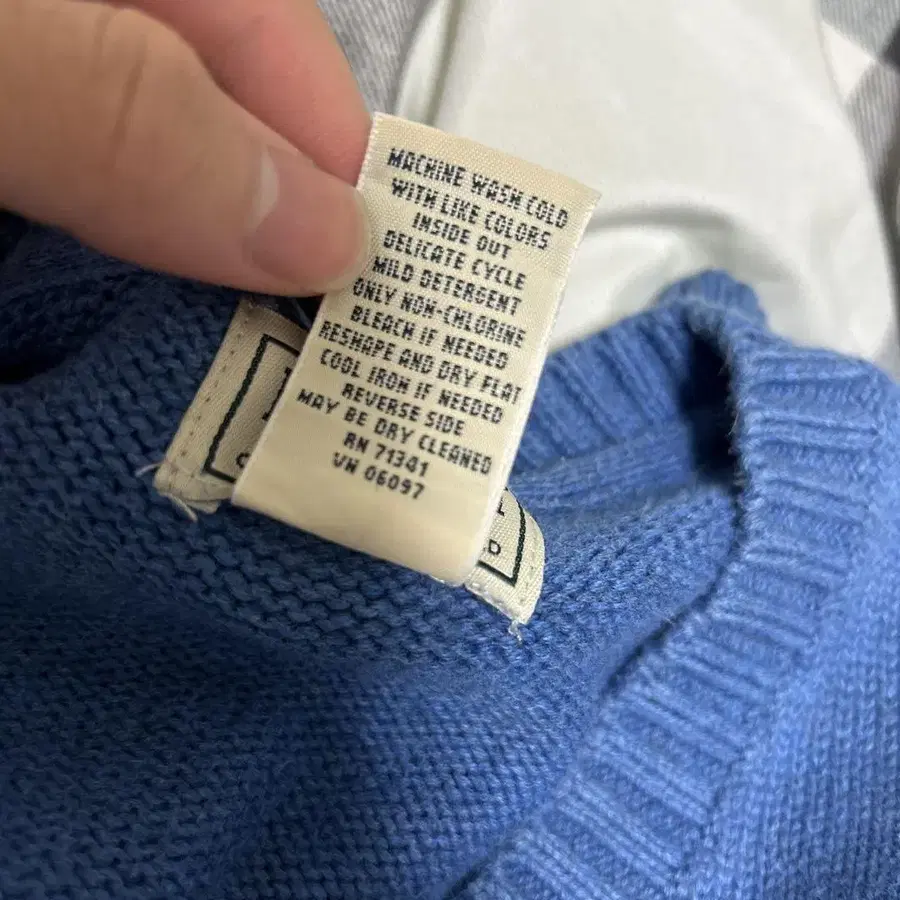 MACHINE WASH COLD
WITH LIKE COLORS
INSIDE OUT
DELICATE CYCLE
MILD DETERGENT
ONLY NON-CHLORINE
BLEACH IF NEEDED
RESHAPE AND DRY FLAT
COOL IRON IF NEEDED
REVERSE SIDE
MAY BE DRY CLEANED
RN 71341
VN 06097